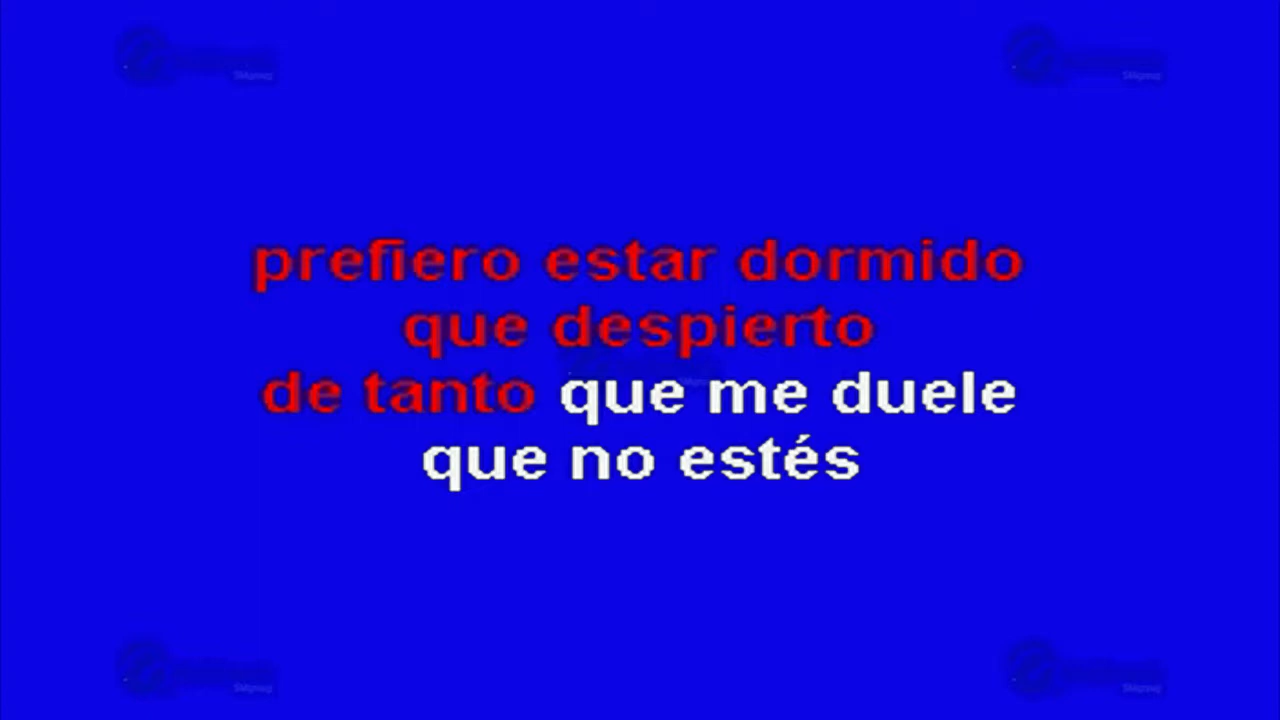 prefiero estar dormido
que despierto
de tanto que me duele
que no estés